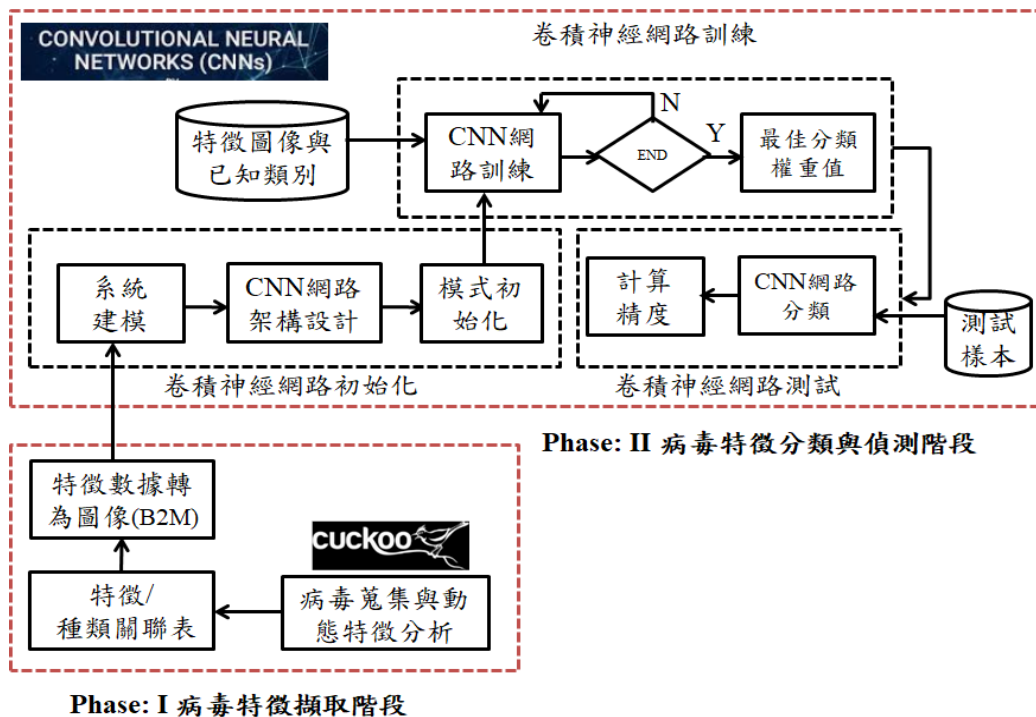 CONVOLUTIONAL NEURAL
NETWORKS (CNNs)
卷積神經網路訓練
特徵圖像與
已知類別
CNN網
路訓練
N
END
Y
最佳分類
權重值
系統
建模
CNN網路
架構設計
模式初
始化
計算
精度
CNN網路
分類
測試
樣本
卷積神經網路初始化
卷積神經網路測試
Phase: II 病毒特徵分類與偵測階段
特徵數據轉
為圖像(B2M)
cuckoo
特徵/
種類關聯表
病毒蒐集與動
態特徵分析
Phase: I 病毒特徵擷取階段